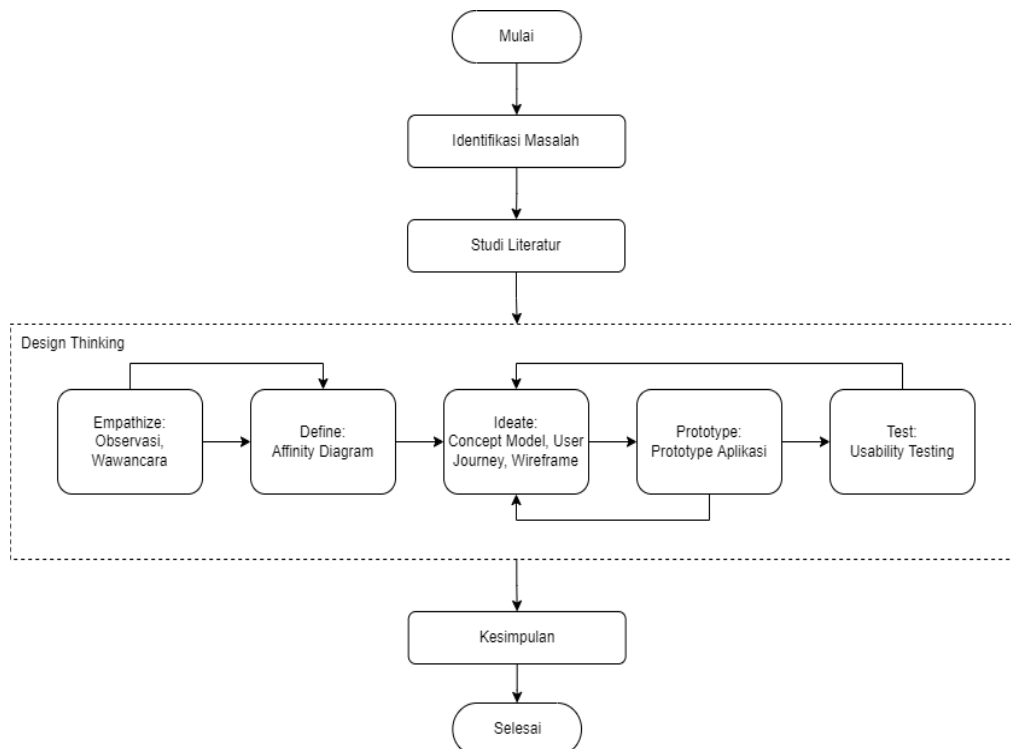 Mulai
Identifikasi Masalah
Studi Literatur
Design Thinking
Empathize:
Observasi,
Wawancara
Define:
Affinity Diagram
Ideate:
Concept Model, User
Journey, Wireframe
Prototype:
Prototype Aplikasi
Test:
Usability Testing
Kesimpulan
Selesai